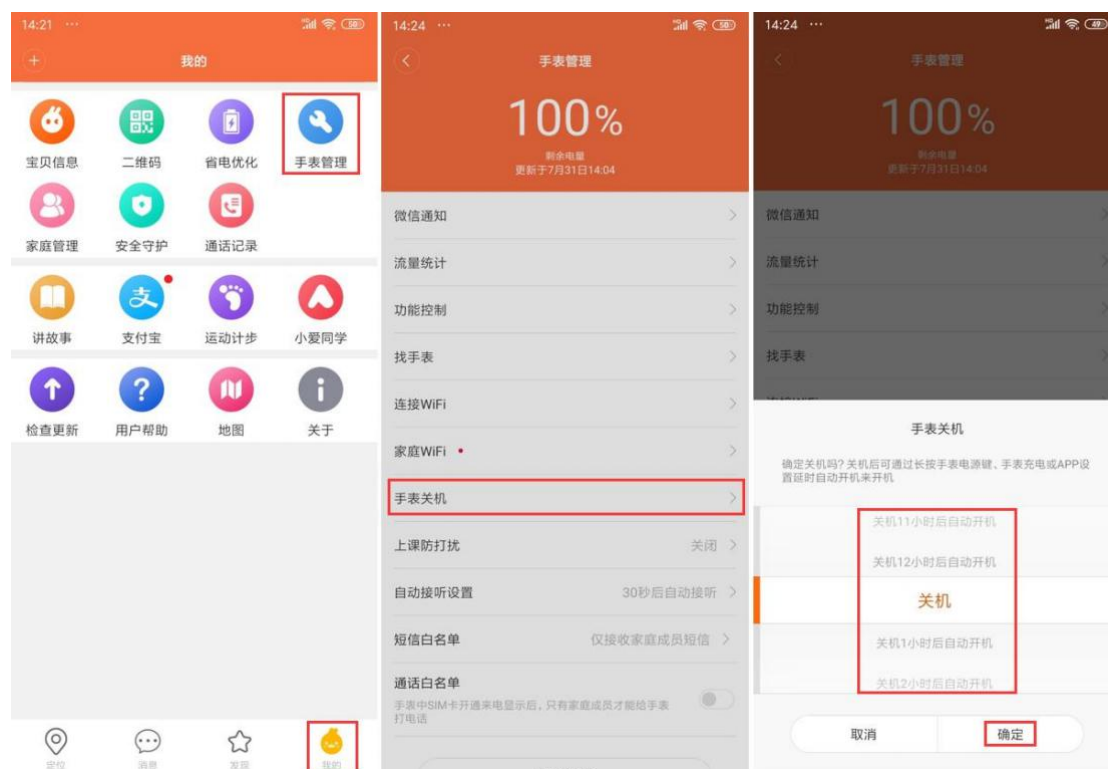 14:21 ···
50
我的
宝贝信息
二维码
省电优化
手表管理
家庭管理
安全守护
通话记录
讲故事
支付宝
运动计步
小爱同学
检查更新
用户帮助
地图
关于
定位
消息
发现
我的
14:24 ···
50
手表管理
100%
剩余电量
更新于7月31日14:04
微信通知
流量统计
功能控制
找手表
连接WiFi
家庭WiFi
手表关机
上课防打扰 关闭
自动接听设置 30秒后自动接听
短信白名单 仅接收家庭成员短信
通话白名单
手表中SIM卡开通来电显示后，只有家庭成员才能给手表
打电话
14:24 ···
49
手表管理
100%
剩余电量
更新于7月31日14:04
微信通知
流量统计
功能控制
找手表
手表关机
确定关机吗？关机后可通过长按手表电源键、手表充电或APP设
置延时自动开机来开机
关机11小时后自动开机
关机12小时后自动开机
关机
关机1小时后自动开机
关机2小时后自动开机
取消
确定